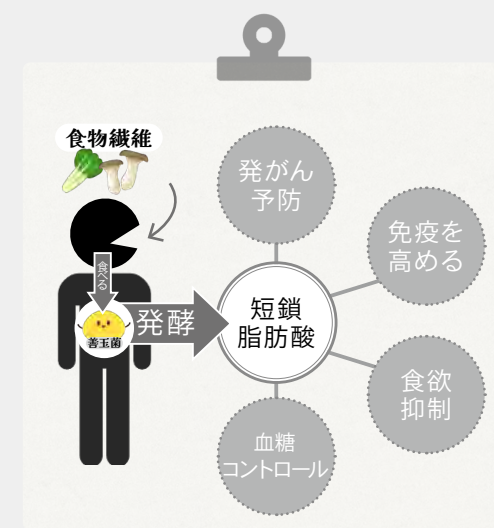 食物繊維
食べる
善玉菌
発酵
短鎖
脂肪酸
発がん
予防
免疫を
高める
食欲
抑制
血糖
コントロール